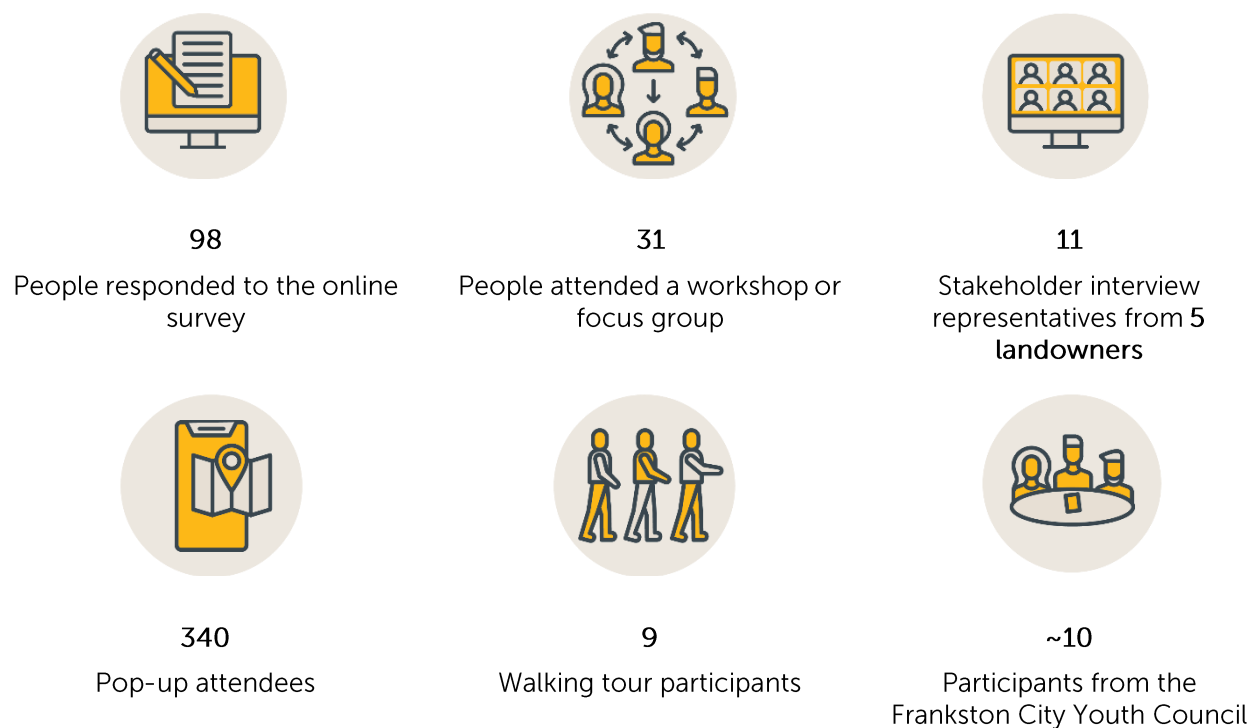 98
People responded to the online
survey
31
People attended a workshop or
focus group
11
Stakeholder interview
representatives from 5
landowners
340
Pop-up attendees
9
Walking tour participants
~10
Participants from the
Frankston City Youth Council